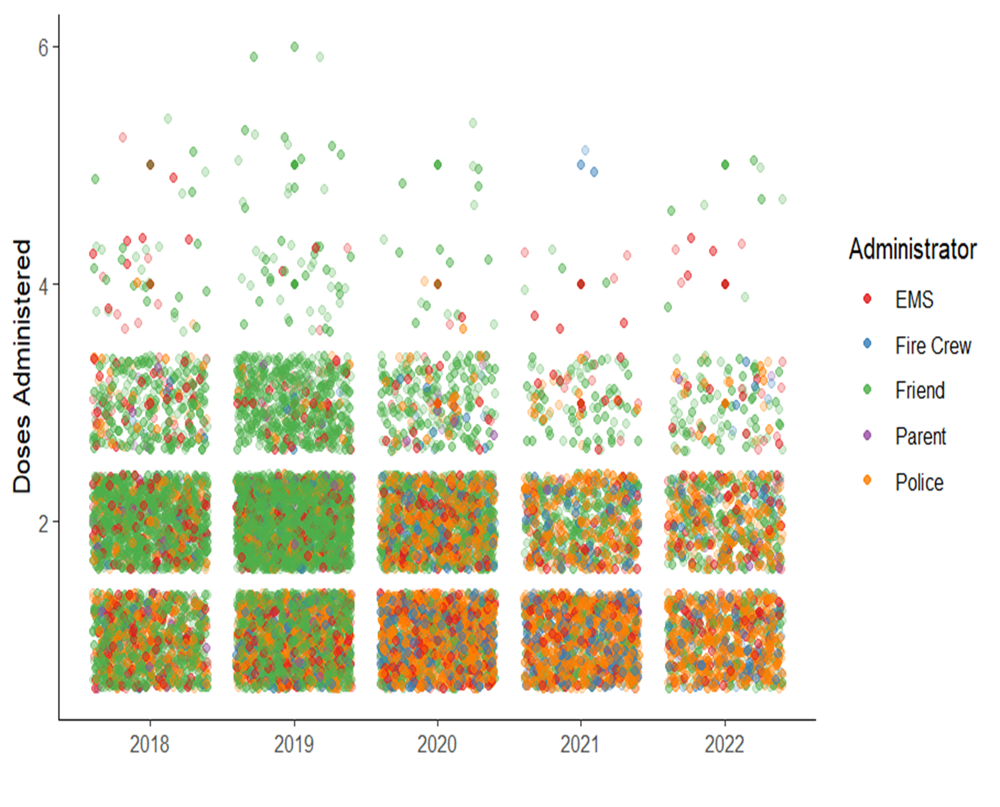 6
4
2
Doses Administered
2018 2019 2020 2021 2022
Administrator
EMS
Fire Crew
Friend
Parent
Police